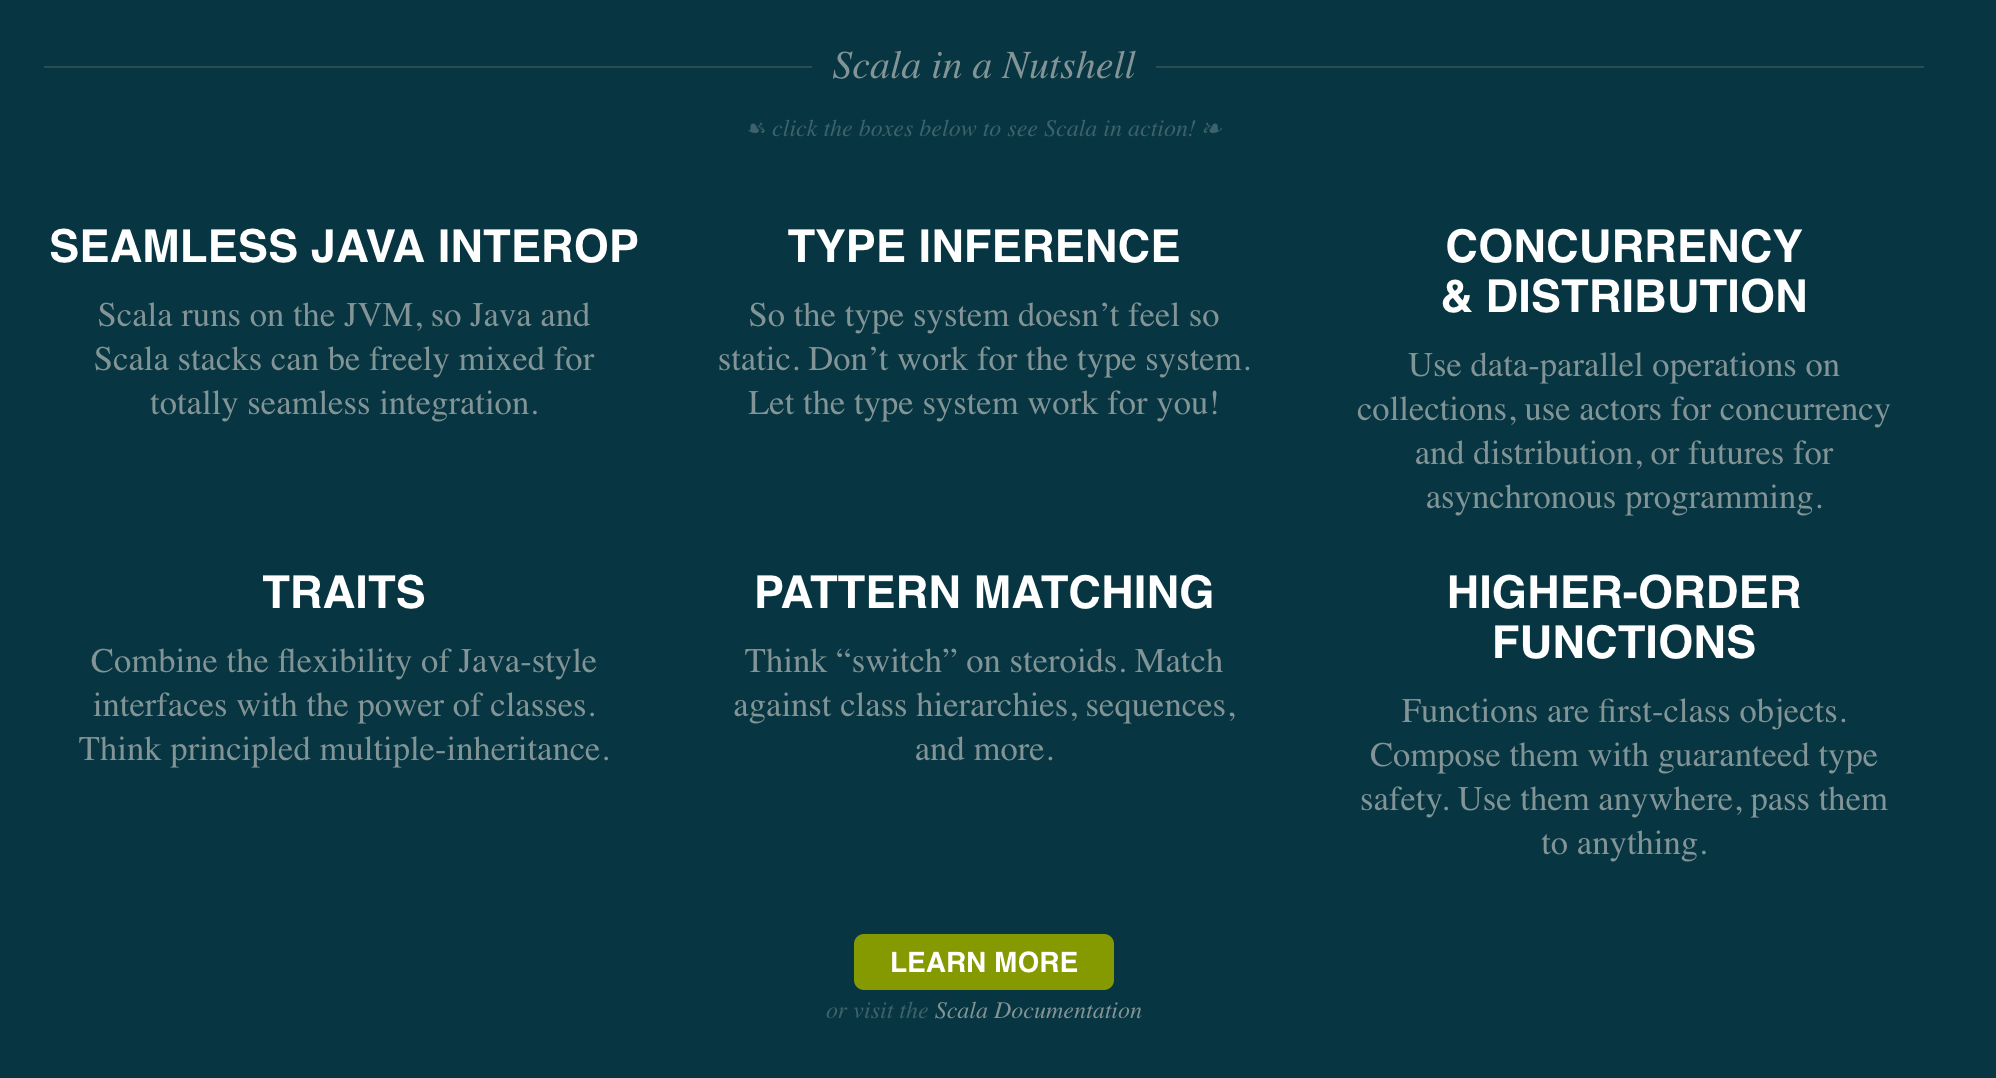 Scala in a Nutshell
☙ click the boxes below to see Scala in action! ❧
SEAMLESS JAVA INTEROP
Scala runs on the JVM, so Java and
Scala stacks can be freely mixed for
totally seamless integration.
TYPE INFERENCE
So the type system doesn’t feel so
static. Don’t work for the type system.
Let the type system work for you!
CONCURRENCY
& DISTRIBUTION
Use data-parallel operations on
collections, use actors for concurrency
and distribution, or futures for
asynchronous programming.
TRAITS
Combine the flexibility of Java-style
interfaces with the power of classes.
Think principled multiple-inheritance.
PATTERN MATCHING
Think “switch” on steroids. Match
against class hierarchies, sequences,
and more.
HIGHER-ORDER
FUNCTIONS
Functions are first-class objects.
Compose them with guaranteed type
safety. Use them anywhere, pass them
to anything.
LEARN MORE
or visit the Scala Documentation